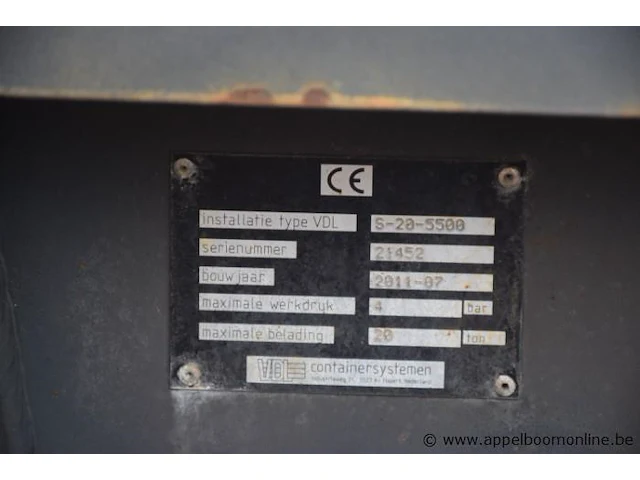 CE
installatie type VDL S-20-5500
serienummer 21452
bouwjaar 2011-07
maximale werkdruk 4 bar
maximale belading 20 ton
VDL containersystemen
© www.appelboomonline.be